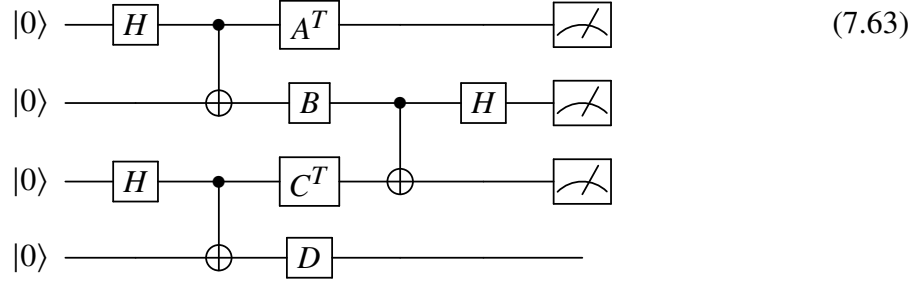 |0⟩ H A^T (7.63)
|0⟩ B H
|0⟩ H C^T
|0⟩ D